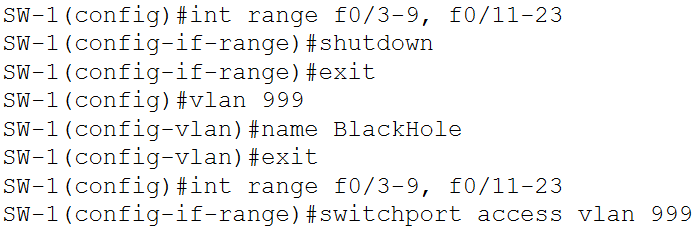 SW-1(config)#int range f0/3-9, f0/11-23
SW-1(config-if-range)#shutdown
SW-1(config-if-range)#exit
SW-1(config)#vlan 999
SW-1(config-vlan)#name BlackHole
SW-1(config-vlan)#exit
SW-1(config)#int range f0/3-9, f0/11-23
SW-1(config-if-range)#switchport access vlan 999